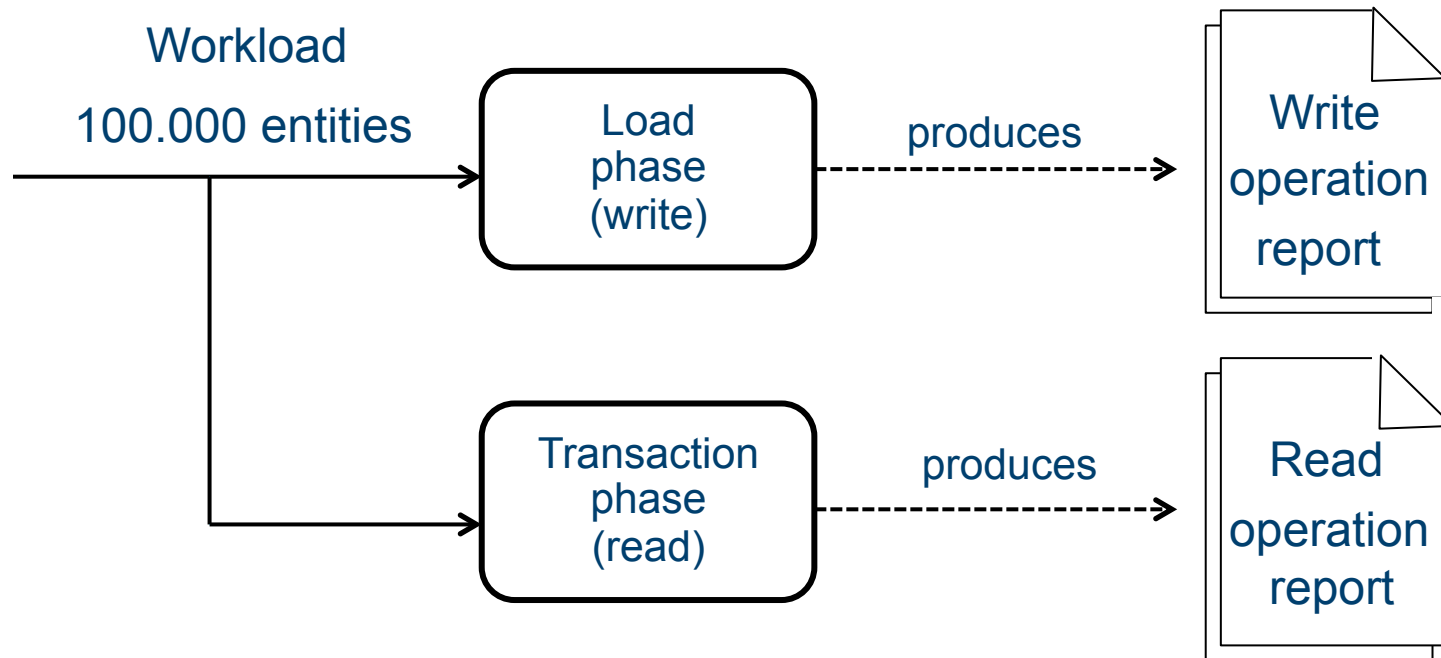 Workload
100.000 entities
Load
phase
(write)
produces
Write
operation
report
Transaction
phase
(read)
produces
Read
operation
report